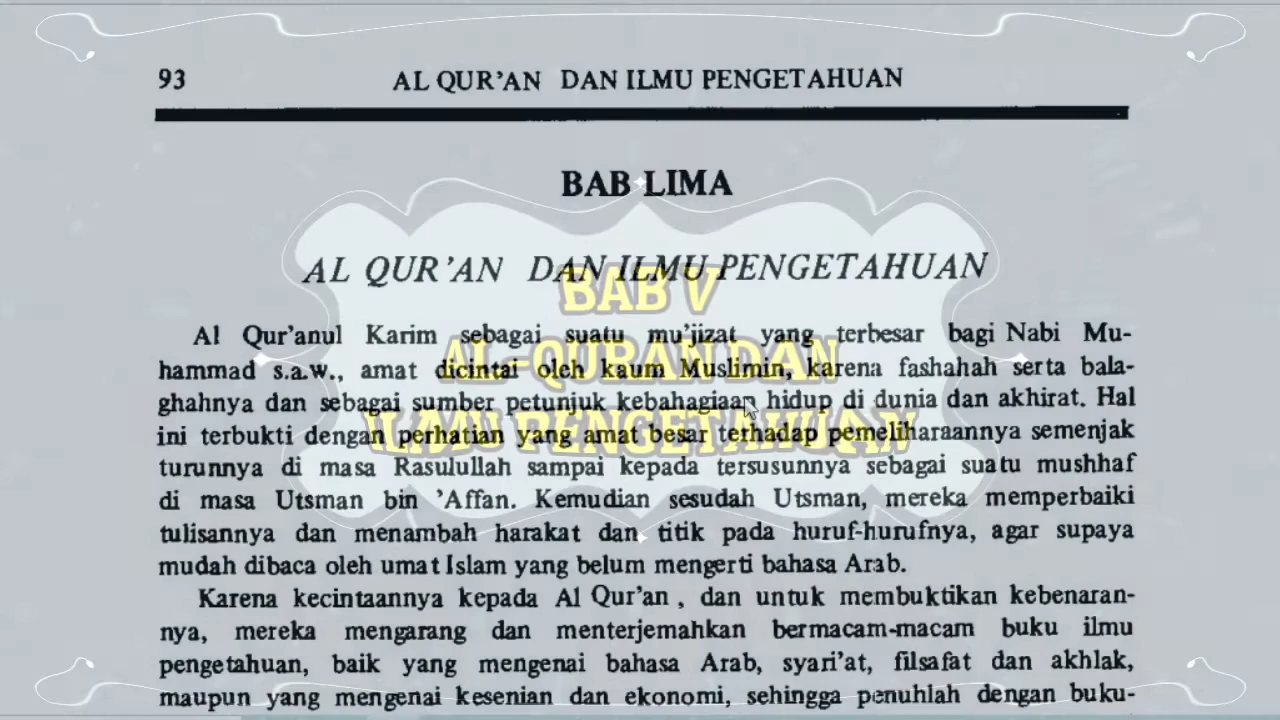 93 AL QUR'AN DAN ILMU PENGETAHUAN
BAB LIMA
AL QUR'AN DAN ILMU PENGETAHUAN
BAB V
AL-QURAN DAN
ILMU PENGETAHUAN
Al Qur'anul Karim sebagai suatu mu'jizat yang terbesar bagi Nabi Mu-
hammad s.a.w., amat dicintai oleh kaum Muslimin, karena fashahah serta bala-
ghahnya dan sebagai sumber petunjuk kebahagiaan hidup di dunia dan akhirat. Hal
ini terbukti dengan perhatian yang amat besar terhadap pemeliharaannya semenjak
turunnya di masa Rasulullah sampai kepada tersusunnya sebagai suatu mushhaf
di masa Utsman bin 'Affan. Kemudian sesudah Utsman, mereka memperbaiki
tulisannya dan menambah harakat dan titik pada huruf-hurufnya, agar supaya
mudah dibaca oleh umat Islam yang belum mengerti bahasa Arab.
Karena kecintaannya kepada Al Qur'an , dan untuk membuktikan kebenaran-
nya, mereka mengarang dan menterjemahkan bermacam-macam buku ilmu
pengetahuan, baik yang mengenai bahasa Arab, syari'at, filsafat dan akhlak,
maupun yang mengenai kesenian dan ekonomi, sehingga penuhlah dengan buku-